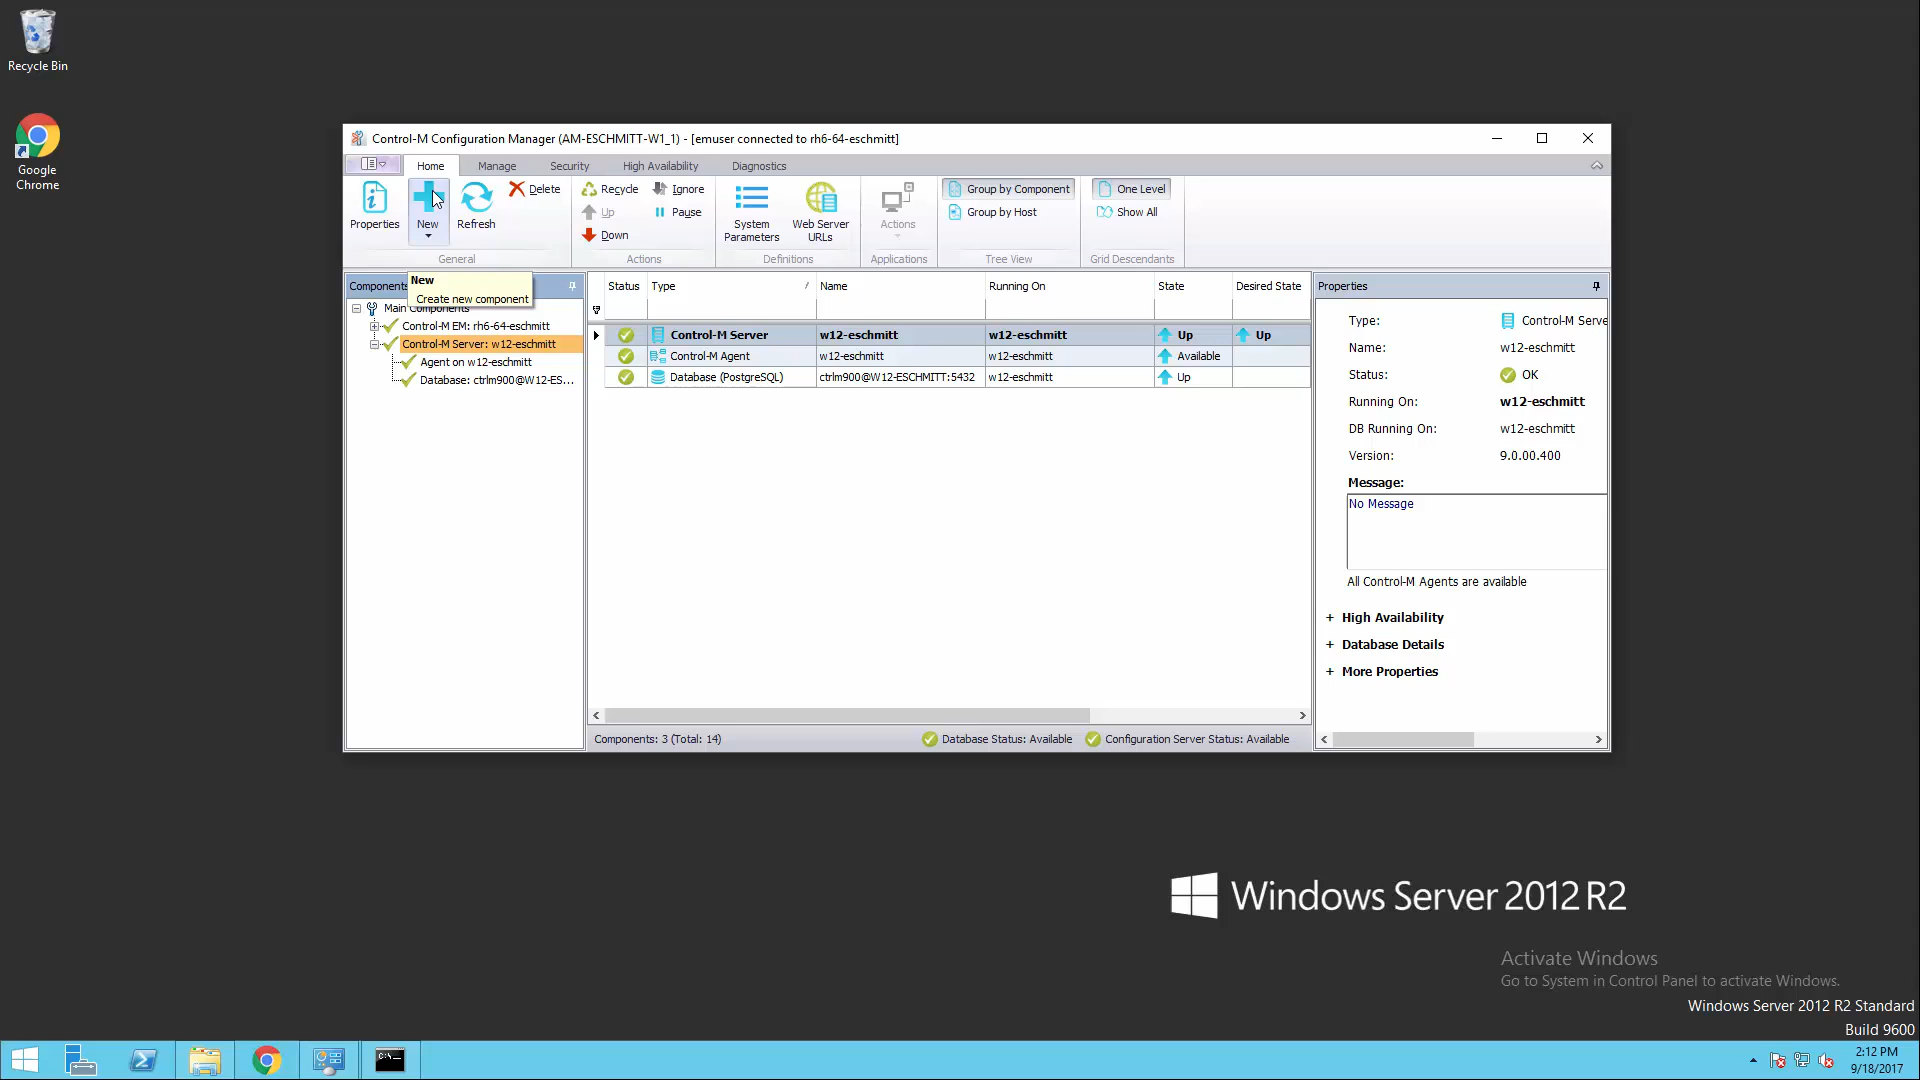 Recycle Bin
Google
Chrome
Control-M Configuration Manager (AM-ESCHMITT-W1_1) - [emuser connected to rh6-64-eschmitt]
Home
Manage
Security
High Availability
Diagnostics
Properties
New
Refresh
Delete
General
Recycle
Up
Down
Ignore
Pause
Actions
System
Parameters
Web Server
URLs
Definitions
Actions
Applications
Group by Component
Group by Host
Tree View
One Level
Show All
Grid Descendants
New
Create new component
Components
Main Components
Control-M EM: rh6-64-eschmitt
Control-M Server: w12-eschmitt
Agent on w12-eschmitt
Database: ctrlm900@W12-ES...
Status Type / Name Running On State Desired State
Control-M Server w12-eschmitt w12-eschmitt Up Up
Control-M Agent w12-eschmitt w12-eschmitt Available
Database (PostgreSQL) ctrlm900@W12-ESCHMITT:5432 w12-eschmitt Up
Components: 3 (Total: 14)
Database Status: Available
Configuration Server Status: Available
Properties
Type: Control-M Serve
Name: w12-eschmitt
Status: OK
Running On: w12-eschmitt
DB Running On: w12-eschmitt
Version: 9.0.00.400
Message:
No Message
All Control-M Agents are available
+ High Availability
+ Database Details
+ More Properties
Windows Server 2012 R2
Activate Windows
Go to System in Control Panel to activate Windows.
Windows Server 2012 R2 Standard
Build 9600
C:\_
2:12 PM
9/18/2017